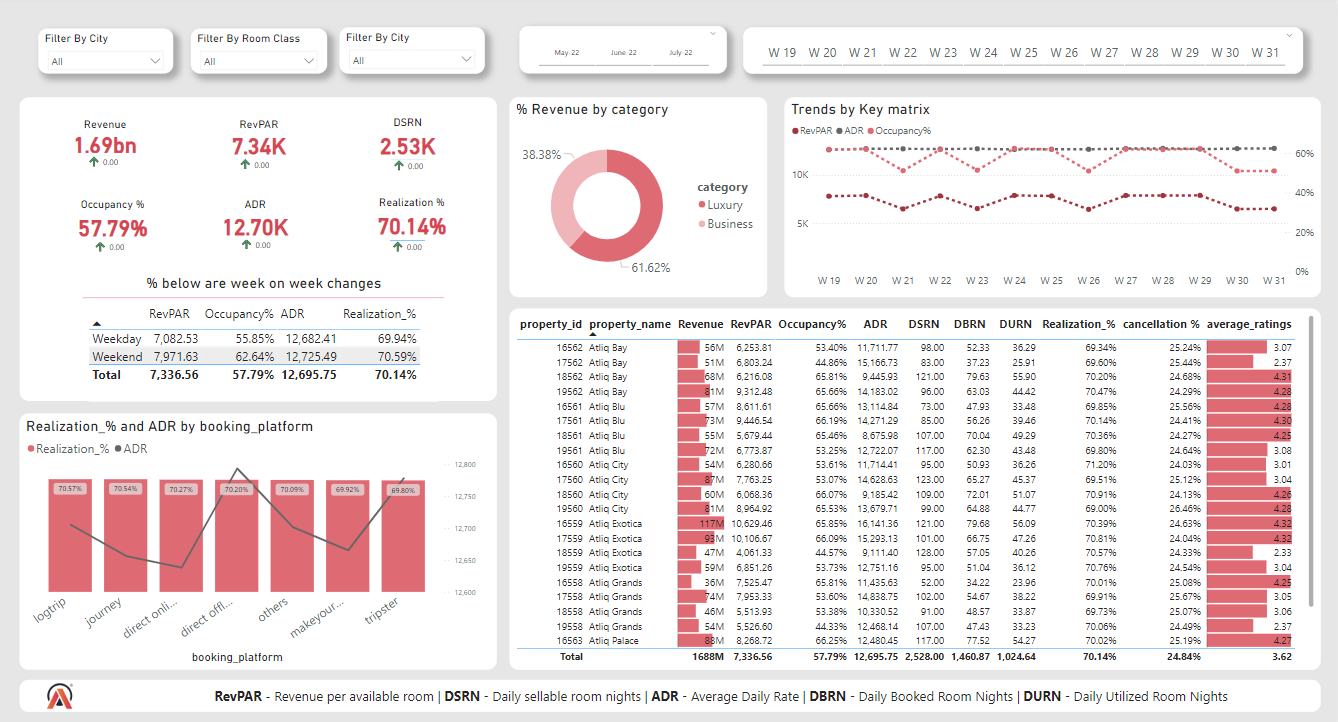 Filter By City
All
Filter By Room Class
All
Filter By City
All
May-22 June-22 July-22
W 19 W 20 W 21 W 22 W 23 W 24 W 25 W 26 W 27 W 28 W 29 W 30 W 31
Revenue
1.69bn
0.00
RevPAR
7.34K
0.00
DSRN
2.53K
0.00
Occupancy %
57.79%
0.00
ADR
12.70K
0.00
Realization %
70.14%
0.00
% below are week on week changes
RevPAR Occupancy% ADR Realization_%
Weekday 7,082.53 55.85% 12,682.41 69.94%
Weekend 7,971.63 62.64% 12,725.49 70.59%
Total 7,336.56 57.79% 12,695.75 70.14%
% Revenue by category
38.38%
61.62%
category
Luxury
Business
Trends by Key matrix
RevPAR ADR Occupancy%
10K
5K
60%
40%
20%
0%
W 19 W 20 W 21 W 22 W 23 W 24 W 25 W 26 W 27 W 28 W 29 W 30 W 31
Realization_% and ADR by booking_platform
Realization_% ADR
12,800
12,750
12,700
12,650
12,600
70.57% 70.54% 70.27% 70.20% 70.09% 69.92% 69.80%
logtrip journey direct onli... direct offl... others makeyour... tripster
booking_platform
property_id property_name Revenue RevPAR Occupancy% ADR DSRN DBRN DURN Realization_% cancellation % average_ratings
16562 Atliq Bay 56M 6,253.81 53.40% 11,711.77 98.00 52.33 36.29 69.34% 25.24% 3.07
17562 Atliq Bay 51M 6,803.24 44.86% 15,166.73 83.00 37.23 25.91 69.60% 25.44% 2.37
18562 Atliq Bay 68M 6,216.08 65.81% 9,445.93 121.00 79.63 55.90 70.20% 24.68% 4.31
19562 Atliq Bay 81M 9,312.48 65.66% 14,183.02 96.00 63.03 44.42 70.47% 24.29% 4.28
16561 Atliq Blu 57M 8,611.61 65.66% 13,114.84 73.00 47.93 33.48 69.85% 25.56% 4.28
17561 Atliq Blu 73M 9,446.54 66.19% 14,271.29 85.00 56.26 39.46 70.14% 24.41% 4.30
18561 Atliq Blu 55M 5,679.44 65.46% 8,675.98 107.00 70.04 49.29 70.36% 24.27% 4.25
19561 Atliq Blu 72M 6,773.87 53.25% 12,722.07 117.00 62.30 43.48 69.80% 24.64% 3.08
16560 Atliq City 54M 6,280.66 53.61% 11,714.41 95.00 50.93 36.26 71.20% 24.03% 3.01
17560 Atliq City 87M 7,763.25 53.07% 14,628.63 123.00 65.27 45.37 69.51% 25.12% 3.04
18560 Atliq City 60M 6,068.36 66.07% 9,185.42 109.00 72.01 51.07 70.91% 24.13% 4.26
19560 Atliq City 81M 8,964.92 65.53% 13,679.71 99.00 64.88 44.77 69.00% 26.46% 4.28
16559 Atliq Exotica 117M 10,629.46 65.85% 16,141.36 121.00 79.68 56.09 70.39% 24.63% 4.32
17559 Atliq Exotica 93M 10,106.67 66.09% 15,293.13 101.00 66.75 47.26 70.81% 24.04% 4.32
18559 Atliq Exotica 47M 4,061.33 44.57% 9,111.40 128.00 57.05 40.26 70.57% 24.33% 2.33
19559 Atliq Exotica 59M 6,851.26 53.73% 12,751.16 95.00 51.04 36.12 70.76% 24.54% 3.04
16558 Atliq Grands 36M 7,525.47 65.81% 11,435.63 52.00 34.22 23.96 70.01% 25.08% 4.25
17558 Atliq Grands 74M 7,953.33 53.60% 14,838.75 102.00 54.67 38.22 69.91% 25.67% 3.05
18558 Atliq Grands 46M 5,513.93 53.38% 10,330.52 91.00 48.57 33.87 69.73% 25.07% 3.06
19558 Atliq Grands 54M 5,526.60 44.33% 12,468.14 107.00 47.43 33.23 70.06% 24.49% 2.37
16563 Atliq Palace 88M 8,268.72 66.25% 12,480.45 117.00 77.52 54.27 70.02% 25.19% 4.27
Total 1688M 7,336.56 57.79% 12,695.75 2,528.00 1,460.87 1,024.64 70.14% 24.84% 3.62
RevPAR - Revenue per available room | DSRN - Daily sellable room nights | ADR - Average Daily Rate | DBRN - Daily Booked Room Nights | DURN - Daily Utilized Room Nights